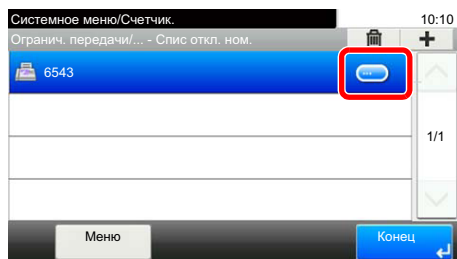 Системное меню/Счетчик.
10:10
Огранич. передачи/... - Спис откл. ном.
6543
1/1
Меню
Конец